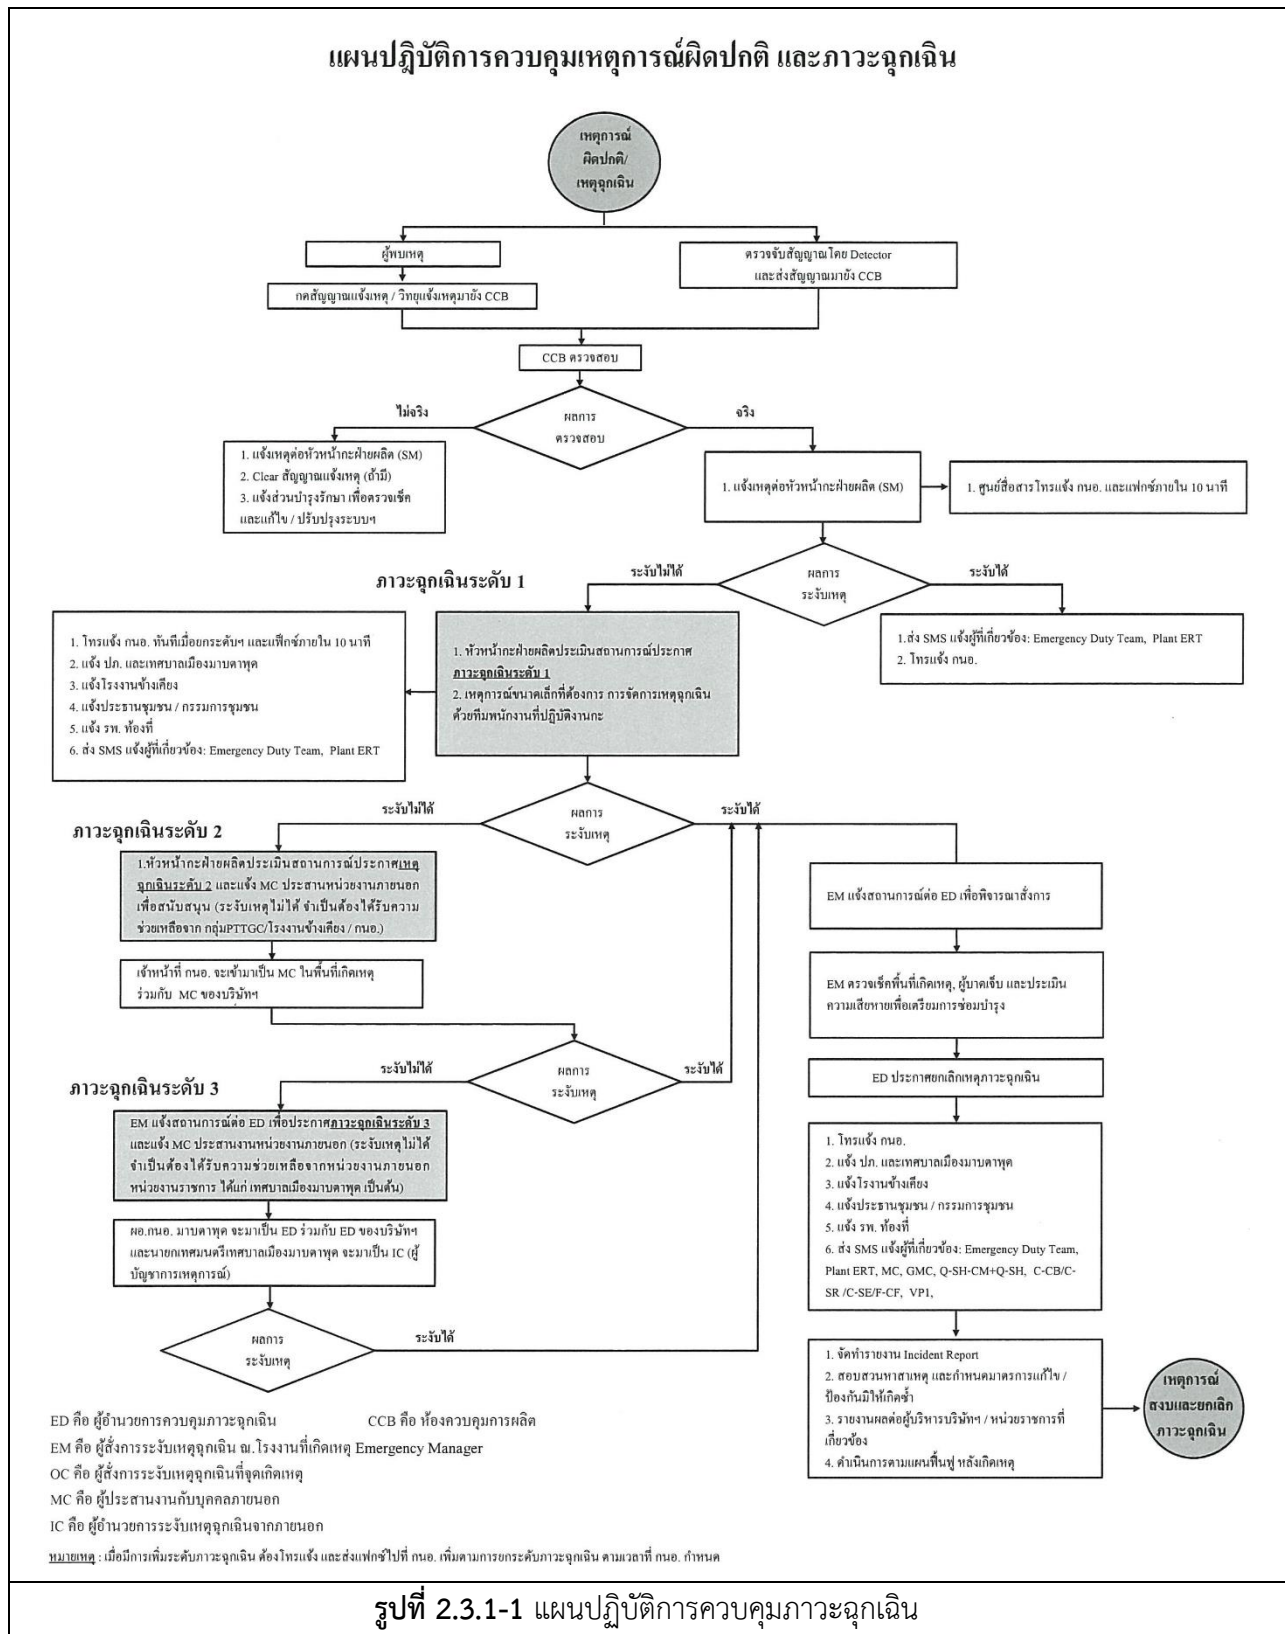 แผนปฎิบัติการควบคุมเหตุการณ์ผิดปกติ และภาวะฉุกเฉิน
เหตุการณ์
ผิดปกติ/
เหตุฉุกเฉิน
ผู้พบเหตุ
ตรวจจับสัญญาณโดย Detector
และส่งสัญญาณมายัง CCB
กดสัญญาณแจ้งเหตุ / วิทยุแจ้งเหตุมายัง CCB
CCB ตรวจสอบ
ผลการ
ตรวจสอบ
ไม่จริง
จริง
1. แจ้งเหตุต่อหัวหน้ากะฝ่ายผลิต (SM)
2. Clear สัญญาณแจ้งเหตุ (ถ้ามี)
3. แจ้งส่วนบำรุงรักษา เพื่อตรวจเช็ค
และแก้ไข / ปรับปรุงระบบฯ
1. แจ้งเหตุต่อหัวหน้ากะฝ่ายผลิต (SM)
1. ศูนย์สื่อสารโทรแจ้ง กนอ. และแฟกซ์ภายใน 10 นาที
ผลการ
ระงับเหตุ
ระงับไม่ได้
ระงับได้
1.ส่ง SMS แจ้งผู้ที่เกี่ยวข้อง: Emergency Duty Team, Plant ERT
2. โทรแจ้ง กนอ.
ภาวะฉุกเฉินระดับ 1
1. หัวหน้ากะฝ่ายผลิตประเมินสถานการณ์ประกาศ
ภาวะฉุกเฉินระดับ 1
2. เหตุการณ์ขนาดเล็กที่ต้องการ การจัดการเหตุฉุกเฉิน
ด้วยทีมพนักงานที่ปฏิบัติงานกะ
1. โทรแจ้ง กนอ. ทันทีเมื่อยกระดับฯ และแฟ็กซ์ภายใน 10 นาที
2. แจ้ง ปภ. และเทศบาลเมืองมาบตาพุด
3. แจ้งโรงงานข้างเคียง
4. แจ้งประธานชุมชน / กรรมการชุมชน
5. แจ้ง รพ. ท้องที่
6. ส่ง SMS แจ้งผู้ที่เกี่ยวข้อง: Emergency Duty Team, Plant ERT
ผลการ
ระงับเหตุ
ระงับไม่ได้
ระงับได้
ภาวะฉุกเฉินระดับ 2
1.หัวหน้ากะฝ่ายผลิตประเมินสถานการณ์ประกาศเหตุ
ฉุกเฉินระดับ 2 และแจ้ง MC ประสานหน่วยงานภายนอก
เพื่อสนับสนุน (ระงับเหตุไม่ได้ จำเป็นต้องได้รับความ
ช่วยเหลือจาก กลุ่มPTTGC/โรงงานข้างเคียง / กนอ.)
เจ้าหน้าที่ กนอ. จะเข้ามาเป็น MC ในพื้นที่เกิดเหตุ
ร่วมกับ MC ของบริษัทฯ
ผลการ
ระงับเหตุ
ระงับไม่ได้
ระงับได้
ภาวะฉุกเฉินระดับ 3
EM แจ้งสถานการณ์ต่อ ED เพื่อประกาศภาวะฉุกเฉินระดับ 3
และแจ้ง MC ประสานงานหน่วยงานภายนอก (ระงับเหตุไม่ได้
จำเป็นต้องได้รับความช่วยเหลือจากหน่วยงานภายนอก
หน่วยงานราชการ ได้แก่ เทศบาลเมืองมาบตาพุด เป็นต้น)
ผอ.กนอ. มาบตาพุด จะมาเป็น ED ร่วมกับ ED ของบริษัทฯ
และนายกเทศมนตรีเทศบาลเมืองมาบตาพุด จะมาเป็น IC (ผู้
บัญชาการเหตุการณ์)
ผลการ
ระงับเหตุ
ระงับได้
EM แจ้งสถานการณ์ต่อ ED เพื่อพิจารณาสั่งการ
EM ตรวจเช็คพื้นที่เกิดเหตุ, ผู้บาดเจ็บ และประเมิน
ความเสียหายเพื่อเตรียมการซ่อมบำรุง
ED ประกาศยกเลิกเหตุภาวะฉุกเฉิน
1. โทรแจ้ง กนอ.
2. แจ้ง ปภ. และเทศบาลเมืองมาบตาพุด
3. แจ้งโรงงานข้างเคียง
4. แจ้งประธานชุมชน / กรรมการชุมชน
5. แจ้ง รพ. ท้องที่
6. ส่ง SMS แจ้งผู้ที่เกี่ยวข้อง: Emergency Duty Team,
Plant ERT, MC, GMC, Q-SH-CM+Q-SH, C-CB/C-
SR /C-SE/F-CF, VP1,
1. จัดทำรายงาน Incident Report
2. สอบสวนหาสาเหตุ และกำหนดมาตรการแก้ไข /
ป้องกันมิให้เกิดซ้ำ
3. รายงานผลต่อผู้บริหารบริษัทฯ / หน่วยราชการที่
เกี่ยวข้อง
4. ดำเนินการตามแผนฟื้นฟู หลังเกิดเหตุ
เหตุการณ์
สงบและยกเลิก
ภาวะฉุกเฉิน
ED คือ ผู้อำนวยการควบคุมภาวะฉุกเฉิน CCB คือ ห้องควบคุมการผลิต
EM คือ ผู้สั่งการระงับเหตุฉุกเฉิน ณ.โรงงานที่เกิดเหตุ Emergency Manager
OC คือ ผู้สั่งการระงับเหตุฉุกเฉินที่จุดเกิดเหตุ
MC คือ ผู้ประสานงานกับบุคคลภายนอก
IC คือ ผู้อำนวยการระงับเหตุฉุกเฉินจากภายนอก
หมายเหตุ : เมื่อมีการเพิ่มระดับภาวะฉุกเฉิน ต้องโทรแจ้ง และส่งแฟกซ์ไปที่ กนอ. เพิ่มตามการยกระดับภาวะฉุกเฉิน ตามเวลาที่ กนอ. กำหนด
รูปที่ 2.3.1-1 แผนปฏิบัติการควบคุมภาวะฉุกเฉิน